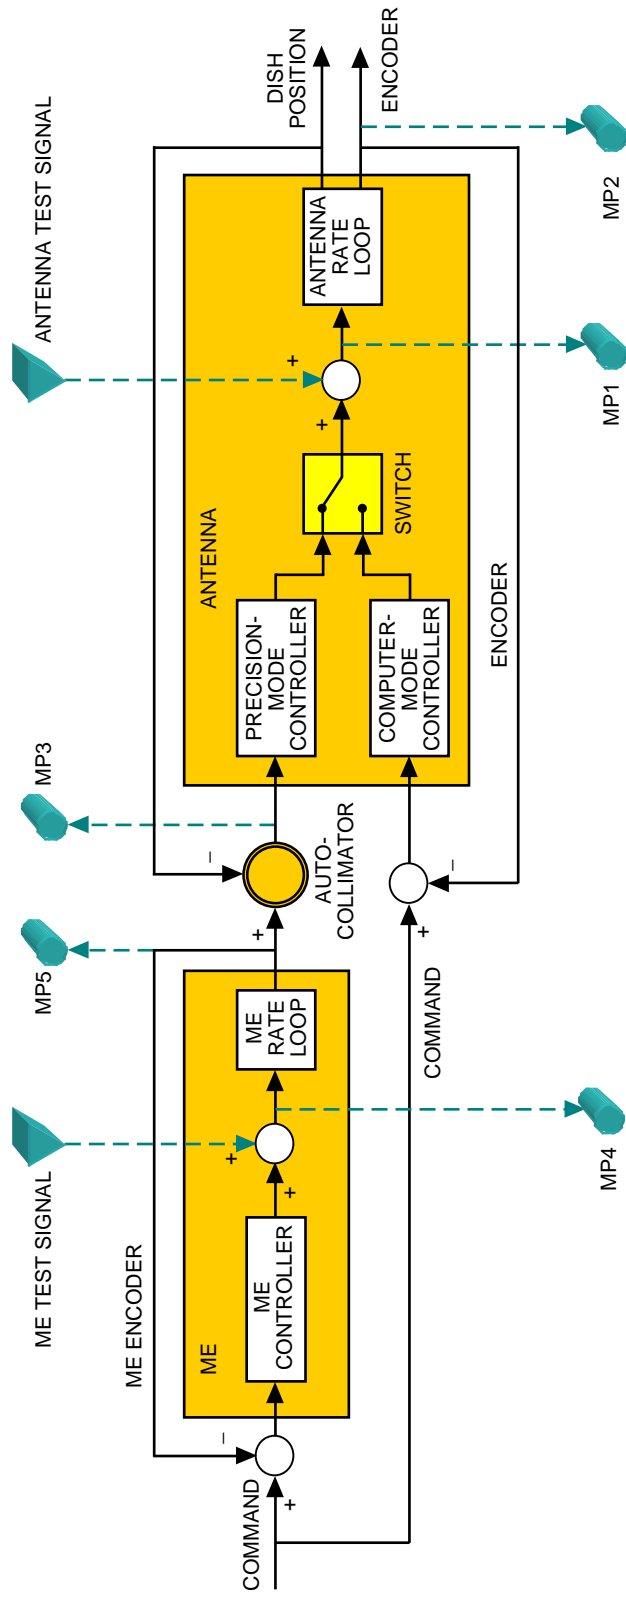 ME TEST SIGNAL
ANTENNA TEST SIGNAL
MP5
MP3
ME ENCODER
DISH
POSITION
ENCODER
ME
ANTENNA
COMMAND
+
–
ME
CONTROLLER
+
+
ME
RATE
LOOP
+
–
AUTO-
COLLIMATOR
PRECISION-
MODE
CONTROLLER
COMPUTER-
MODE
CONTROLLER
SWITCH
+
+
ANTENNA
RATE
LOOP
COMMAND
+
–
ENCODER
MP4
MP1
MP2